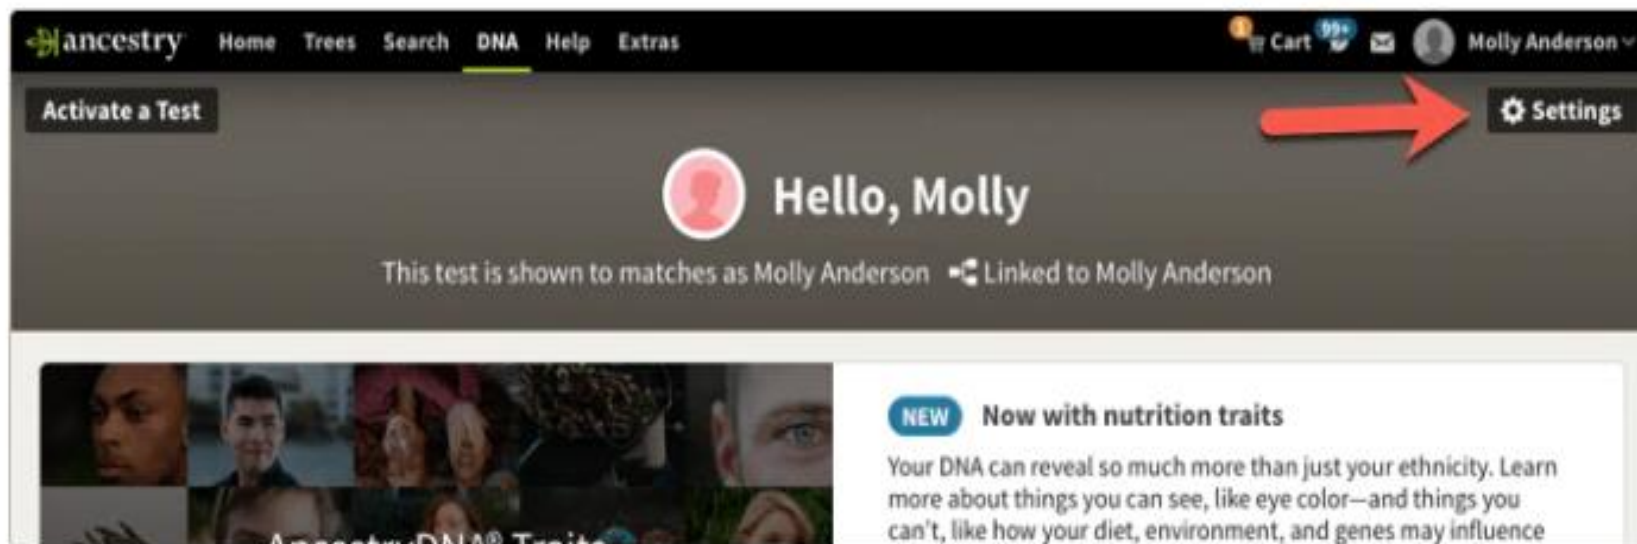 ancestry Home Trees Search DNA Help Extras 1 Cart 99+ Molly Anderson
Activate a Test Settings
Hello, Molly
This test is shown to matches as Molly Anderson Linked to Molly Anderson
NEW Now with nutrition traits
Your DNA can reveal so much more than just your ethnicity. Learn
more about things you can see, like eye color—and things you
can't, like how your diet, environment, and genes may influence
AncestryDNA® Traits